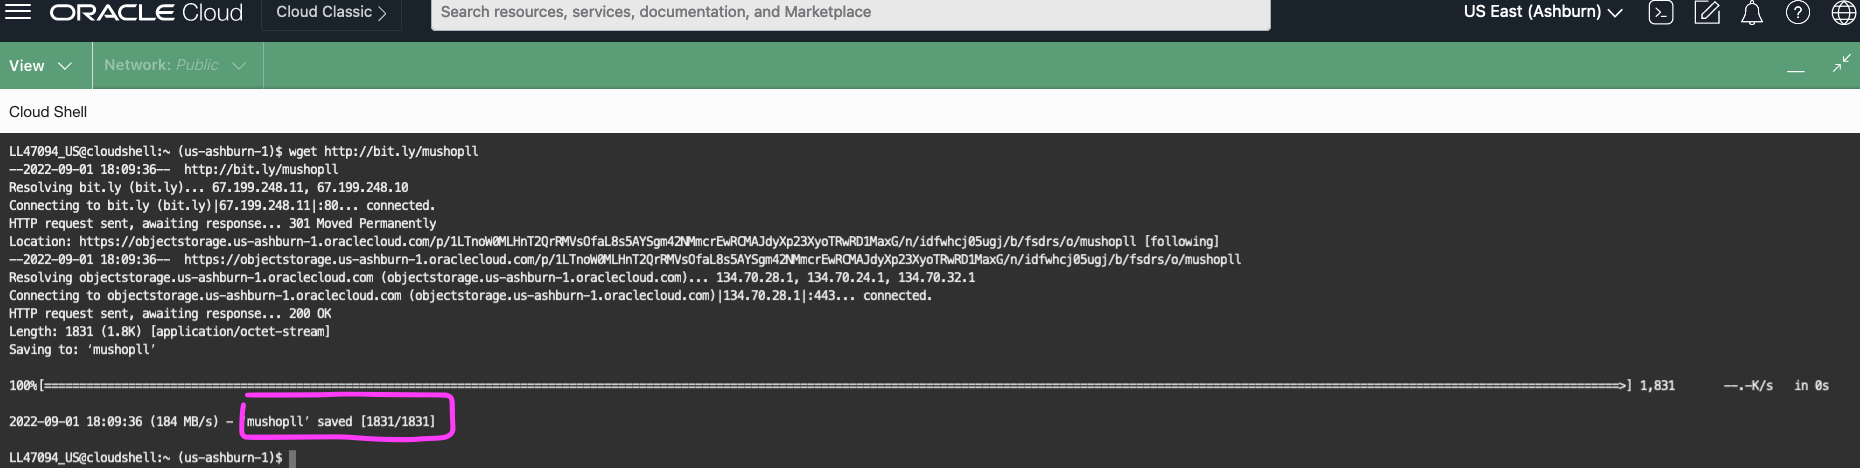 ORACLE Cloud
Cloud Classic >
Search resources, services, documentation, and Marketplace
US East (Ashburn)
View
Network: Public
Cloud Shell
LL47094_US@cloudshell:~ (us-ashburn-1)$ wget http://bit.ly/mushopll
--2022-09-01 18:09:36-- http://bit.ly/mushopll
Resolving bit.ly (bit.ly)... 67.199.248.11, 67.199.248.10
Connecting to bit.ly (bit.ly)|67.199.248.11|:80... connected.
HTTP request sent, awaiting response... 301 Moved Permanently
Location: https://objectstorage.us-ashburn-1.oraclecloud.com/p/1LTnoW0MLHnT2QrRMVsOfaL8s5AYSgm42NMmcrEwRCMAJdyXp23XyoTRwRD1MaxG/n/idfwhcj05ugj/b/fsdrs/o/mushopll [following]
--2022-09-01 18:09:36-- https://objectstorage.us-ashburn-1.oraclecloud.com/p/1LTnoW0MLHnT2QrRMVsOfaL8s5AYSgm42NMmcrEwRCMAJdyXp23XyoTRwRD1MaxG/n/idfwhcj05ugj/b/fsdrs/o/mushopll
Resolving objectstorage.us-ashburn-1.oraclecloud.com (objectstorage.us-ashburn-1.oraclecloud.com)... 134.70.28.1, 134.70.24.1, 134.70.32.1
Connecting to objectstorage.us-ashburn-1.oraclecloud.com (objectstorage.us-ashburn-1.oraclecloud.com)|134.70.28.1|:443... connected.
HTTP request sent, awaiting response... 200 OK
Length: 1831 (1.8K) [application/octet-stream]
Saving to: ‘mushopll’
100%[=====================================================>] 1,831 --.-K/s in 0s
2022-09-01 18:09:36 (184 MB/s) - mushopll’ saved [1831/1831]
LL47094_US@cloudshell:~ (us-ashburn-1)$